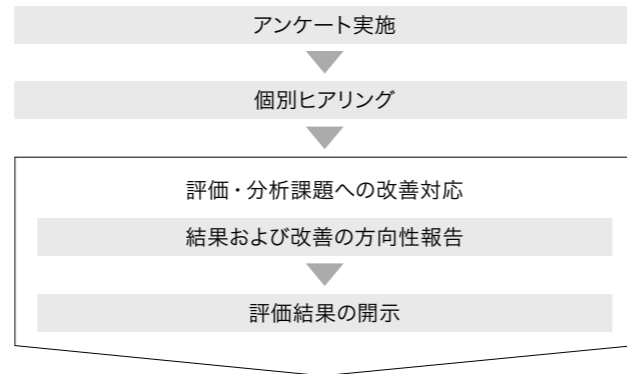 アンケート実施
個別ヒアリング
評価・分析課題への改善対応
結果および改善の方向性報告
評価結果の開示